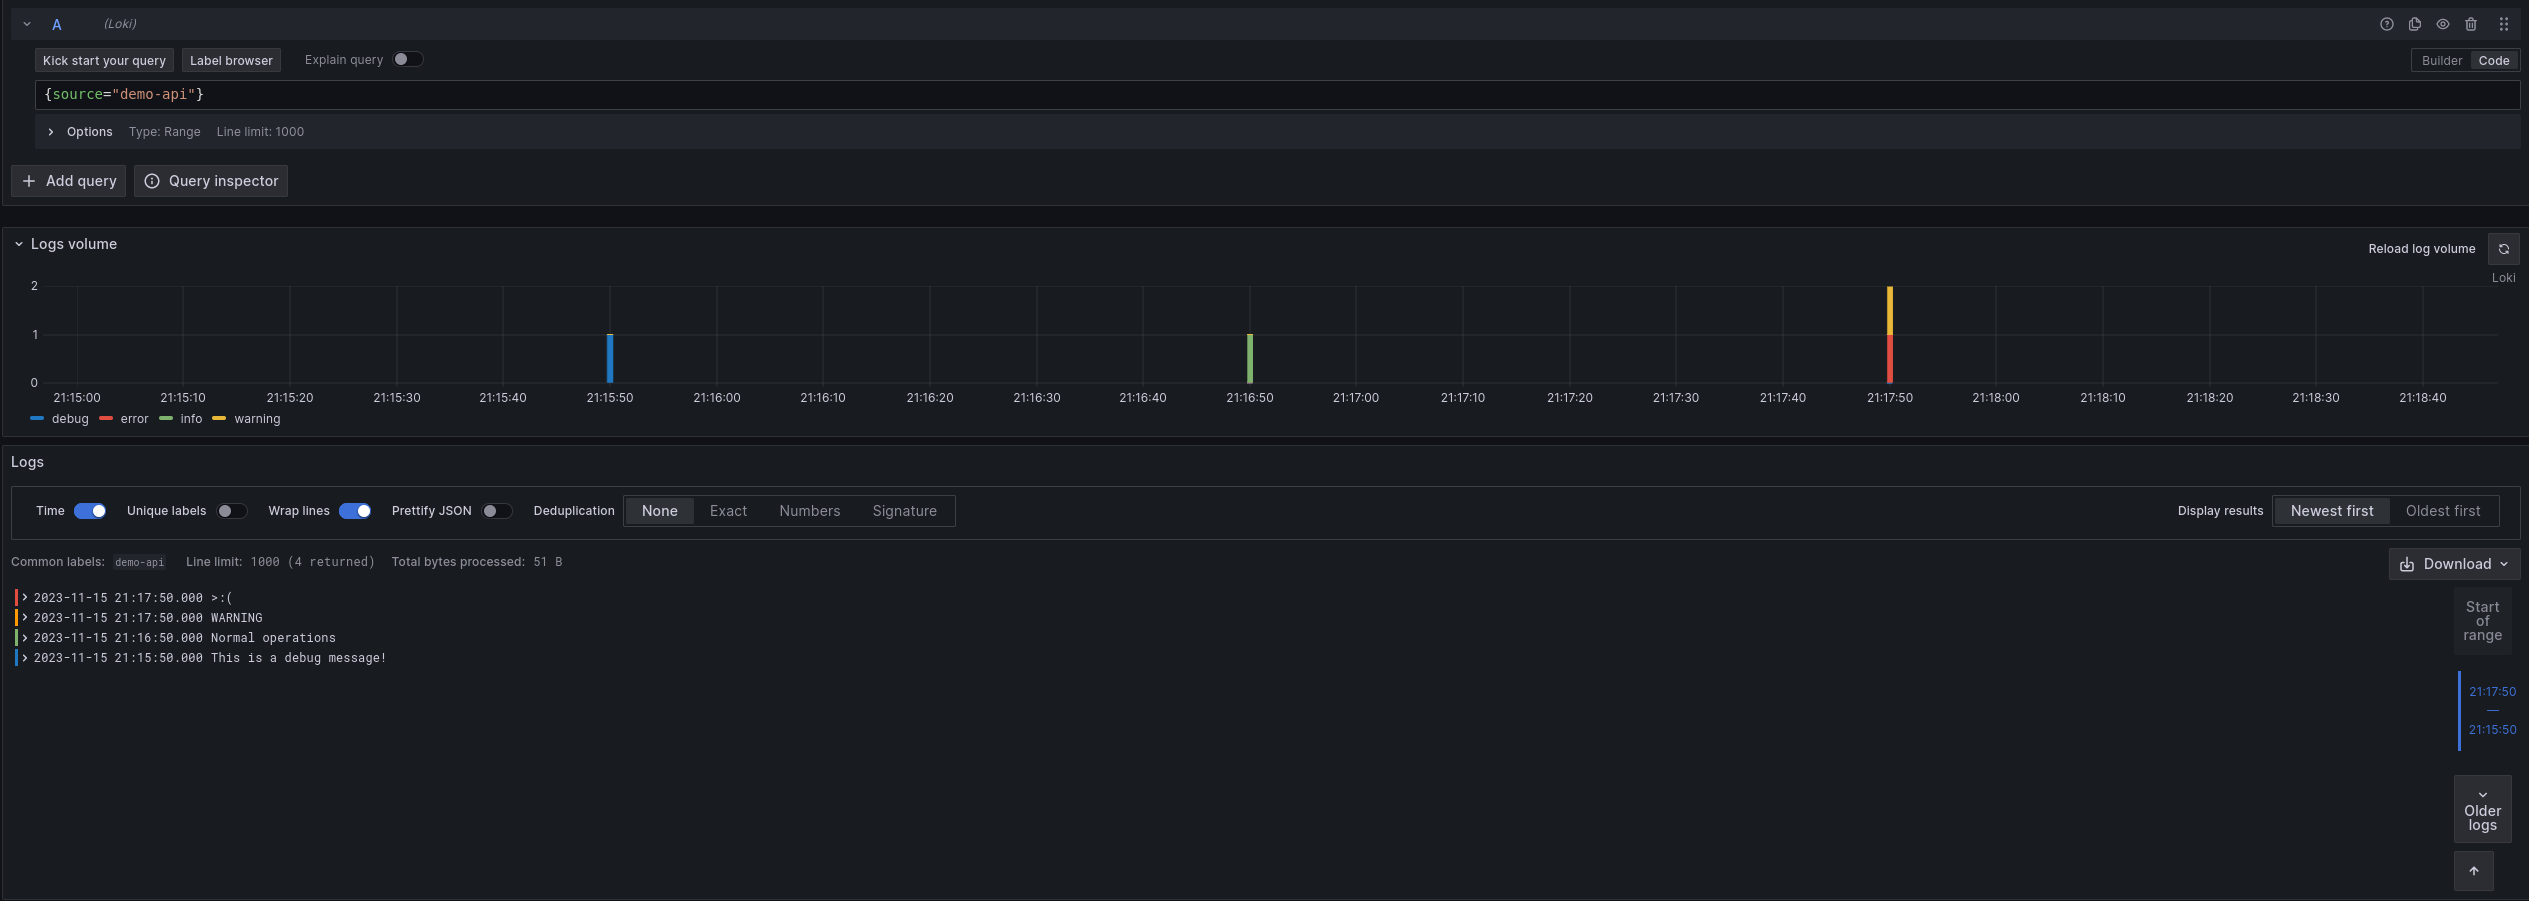 A (Loki)
Kick start your query Label browser Explain query Builder Code
{source="demo-api"}
Options Type: Range Line limit: 1000
Add query Query inspector
Logs volume
Reload log volume
Loki
2
1
0
21:15:00 21:15:10 21:15:20 21:15:30 21:15:40 21:15:50 21:16:00 21:16:10 21:16:20 21:16:30 21:16:40 21:16:50 21:17:00 21:17:10 21:17:20 21:17:30 21:17:40 21:17:50 21:18:00 21:18:10 21:18:20 21:18:30 21:18:40
debug error info warning
Logs
Time Unique labels Wrap lines Prettify JSON Deduplication None Exact Numbers Signature Display results Newest first Oldest first
Common labels: demo-api Line limit: 1000 (4 returned) Total bytes processed: 51 B Download
2023-11-15 21:17:50.000 >:(
2023-11-15 21:17:50.000 WARNING
2023-11-15 21:16:50.000 Normal operations
2023-11-15 21:15:50.000 This is a debug message!
Start
of
range
21:17:50
—
21:15:50
Older
logs